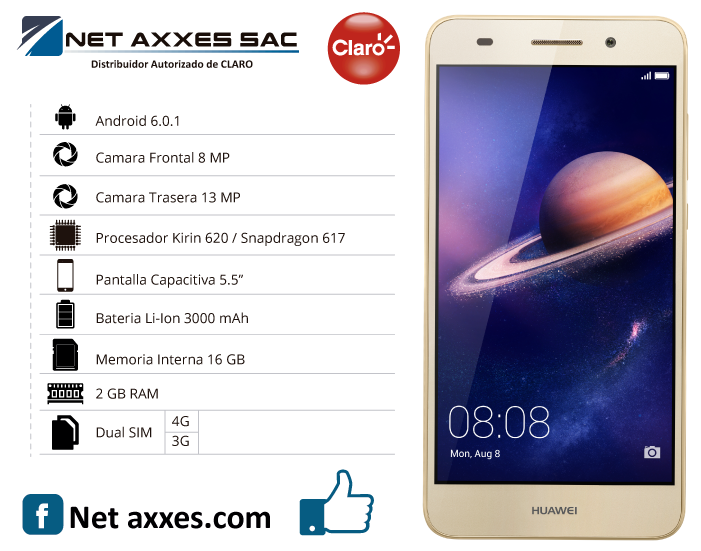 NET AXXES SAC
Distribuidor Autorizado de CLARO
Claro
Android 6.0.1
Camara Frontal 8 MP
Camara Trasera 13 MP
Procesador Kirin 620 / Snapdragon 617
Pantalla Capacitiva 5.5”
Bateria Li-Ion 3000 mAh
Memoria Interna 16 GB
2 GB RAM
Dual SIM
4G
3G
f Net axxes.com
08:08
Mon, Aug 8
HUAWEI